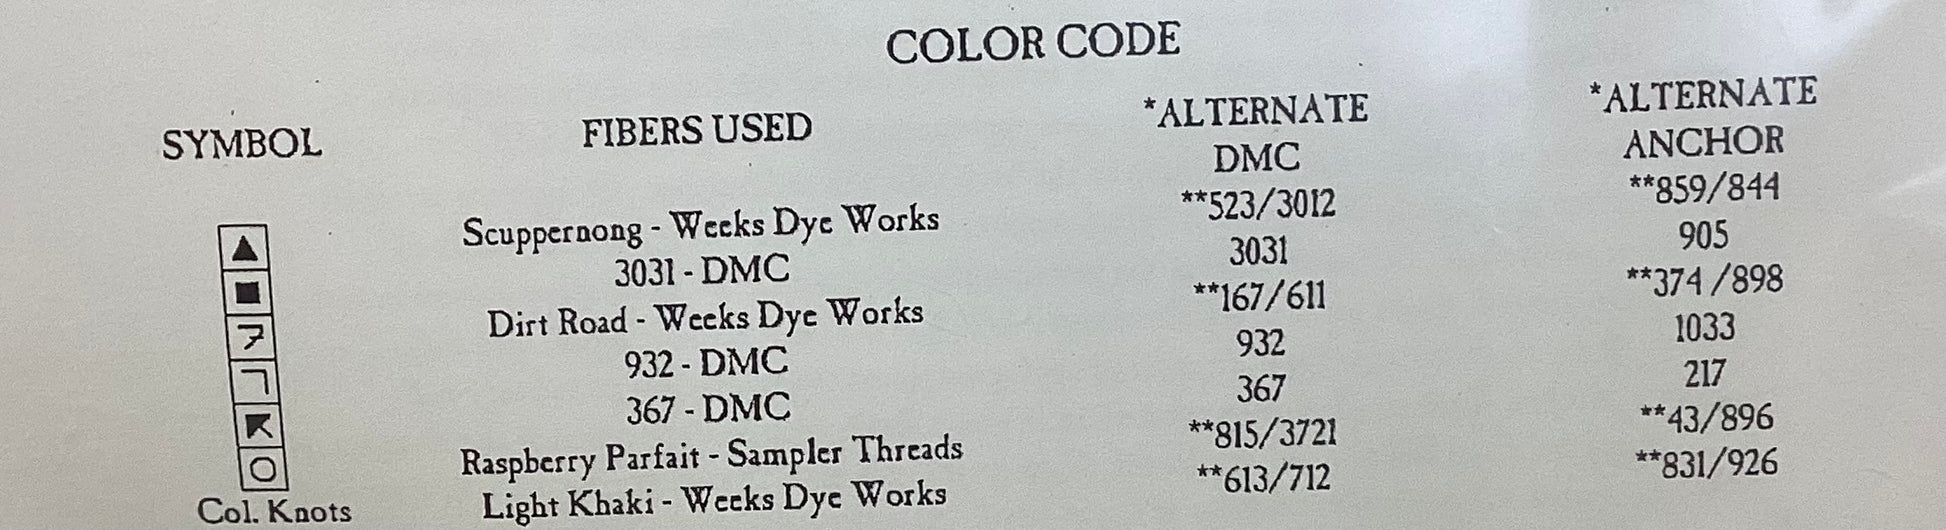 COLOR CODE
SYMBOL FIBERS USED *ALTERNATE DMC *ALTERNATE ANCHOR
▲ Scuppernong - Weeks Dye Works **523/3012 **859/844
■ 3031 - DMC 3031 905
Dirt Road - Weeks Dye Works **167/611 **374 /898
932 - DMC 932 1033
367 - DMC 367 217
Raspberry Parfait - Sampler Threads **815/3721 **43/896
Col. Knots Light Khaki - Weeks Dye Works **613/712 **831/926